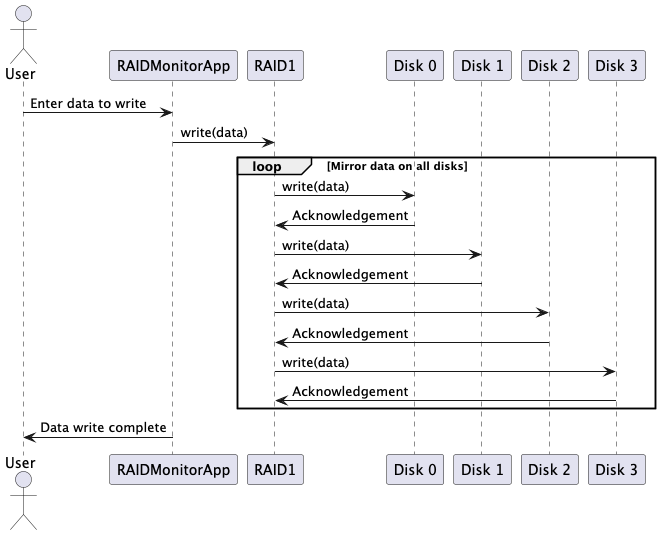 User
RAIDMonitorApp
RAID1
Disk 0
Disk 1
Disk 2
Disk 3
Enter data to write
write(data)
loop
[Mirror data on all disks]
write(data)
Acknowledgement
write(data)
Acknowledgement
write(data)
Acknowledgement
write(data)
Acknowledgement
Data write complete
User
RAIDMonitorApp
RAID1
Disk 0
Disk 1
Disk 2
Disk 3